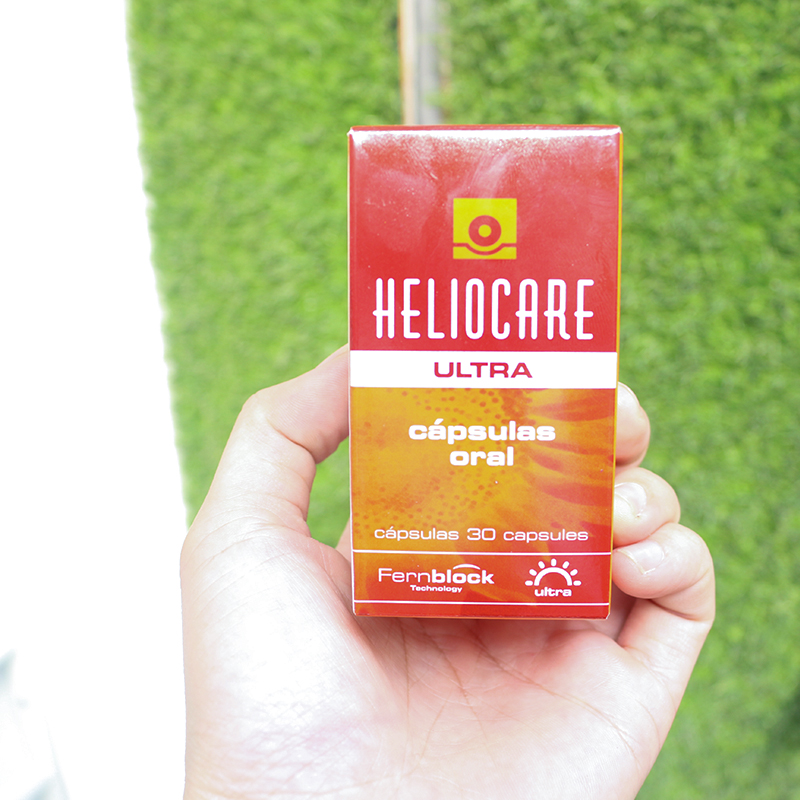 HELIOCARE
ULTRA
cápsulas
oral
cápsulas 30 capsules
Fernblock
Technology
ultra